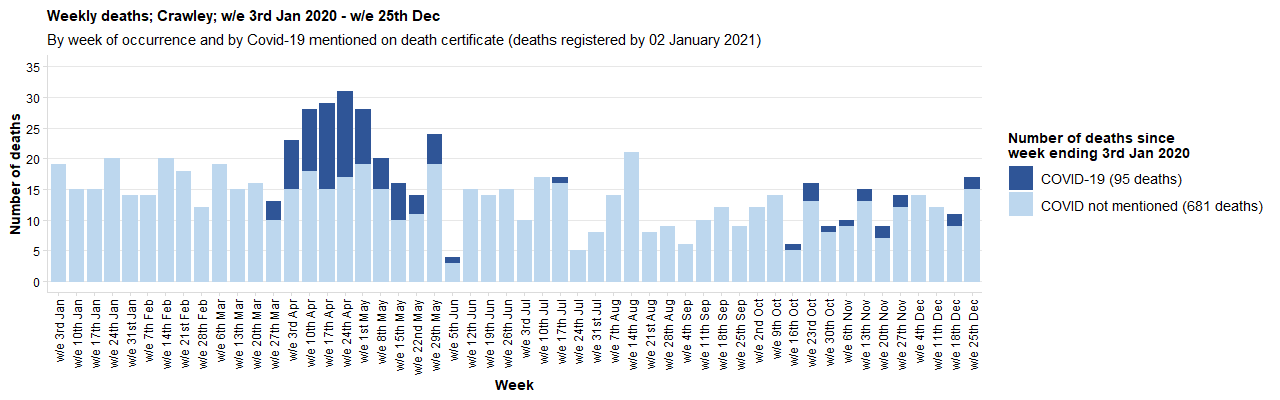 Weekly deaths; Crawley; w/e 3rd Jan 2020 - w/e 25th Dec
By week of occurrence and by Covid-19 mentioned on death certificate (deaths registered by 02 January 2021)
Number of deaths
35
30
25
20
15
10
5
0
w/e 3rd Jan
w/e 10th Jan
w/e 17th Jan
w/e 24th Jan
w/e 31st Jan
w/e 7th Feb
w/e 14th Feb
w/e 21st Feb
w/e 28th Feb
w/e 6th Mar
w/e 13th Mar
w/e 20th Mar
w/e 27th Mar
w/e 3rd Apr
w/e 10th Apr
w/e 17th Apr
w/e 24th Apr
w/e 1st May
w/e 8th May
w/e 15th May
w/e 22nd May
w/e 29th May
w/e 5th Jun
w/e 12th Jun
w/e 19th Jun
w/e 26th Jun
w/e 3rd Jul
w/e 10th Jul
w/e 17th Jul
w/e 24th Jul
w/e 31st Jul
w/e 7th Aug
w/e 14th Aug
w/e 21st Aug
w/e 28th Aug
w/e 4th Sep
w/e 11th Sep
w/e 18th Sep
w/e 25th Sep
w/e 2nd Oct
w/e 9th Oct
w/e 16th Oct
w/e 23rd Oct
w/e 30th Oct
w/e 6th Nov
w/e 13th Nov
w/e 20th Nov
w/e 27th Nov
w/e 4th Dec
w/e 11th Dec
w/e 18th Dec
w/e 25th Dec
Week
Number of deaths since
week ending 3rd Jan 2020
COVID-19 (95 deaths)
COVID not mentioned (681 deaths)